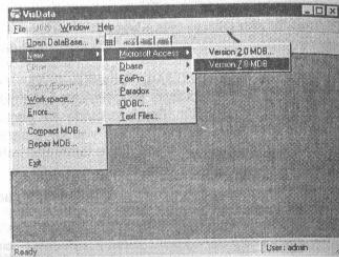 VisData
File Window Help
Open DataBase...
New
Microsoft Access
Version 2.0 MDB...
Version 7.0 MDB
Dbase
FoxPro
Paradox
Workspace...
ODBC...
Errors...
Text Files...
Compact MDB...
Repair MDB...
Exit
Ready
User: admin